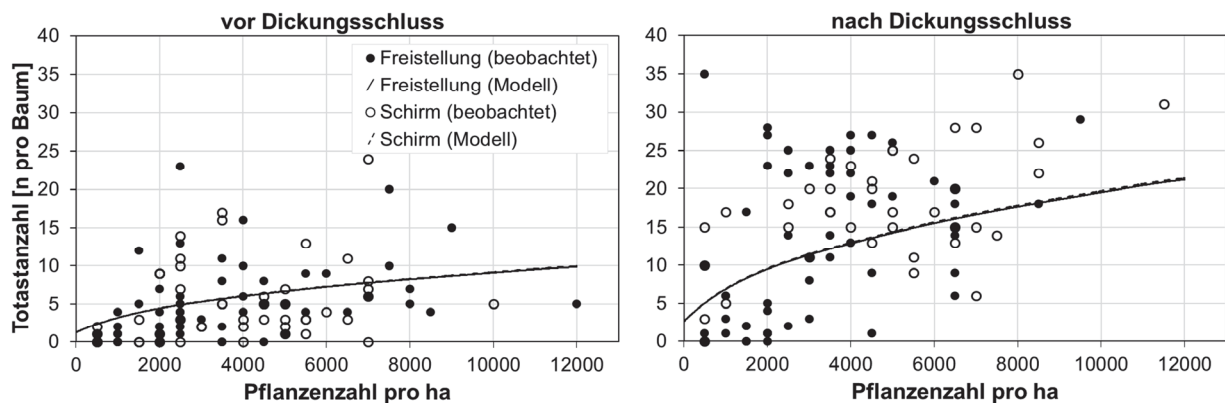 vor Dickungsschluss
nach Dickungsschluss
Totastanzahl [n pro Baum]
40
35
30
25
20
15
10
5
0
Freistellung (beobachtet)
Freistellung (Modell)
Schirm (beobachtet)
Schirm (Modell)
0 2000 4000 6000 8000 10000 12000
Pflanzenzahl pro ha
40
35
30
25
20
15
10
5
0
0 2000 4000 6000 8000 10000 12000
Pflanzenzahl pro ha